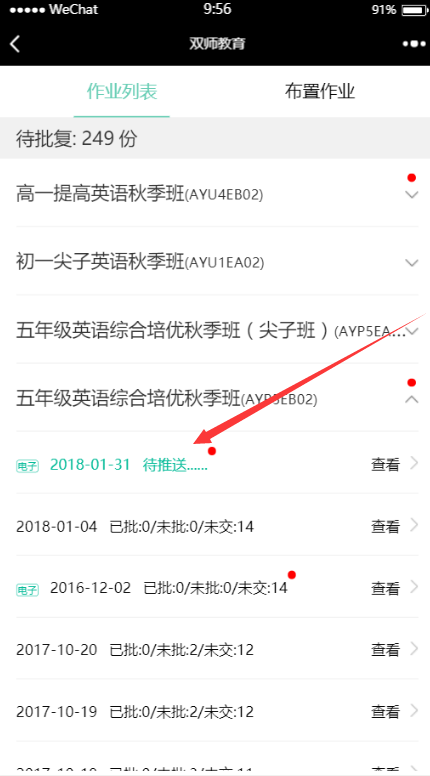 WeChat 9:56 91%
双师教育
作业列表 布置作业
待批复: 249 份
高一提高英语秋季班(AYU4EB02)
初一尖子英语秋季班(AYU1EA02)
五年级英语综合培优秋季班（尖子班）(AYP5EA...
五年级英语综合培优秋季班(AYP5EB02)
电子 2018-01-31 待推送...... 查看
2018-01-04 已批:0/未批:0/未交:14 查看
电子 2016-12-02 已批:0/未批:0/未交:14 查看
2017-10-20 已批:0/未批:2/未交:12 查看
2017-10-19 已批:0/未批:2/未交:12 查看